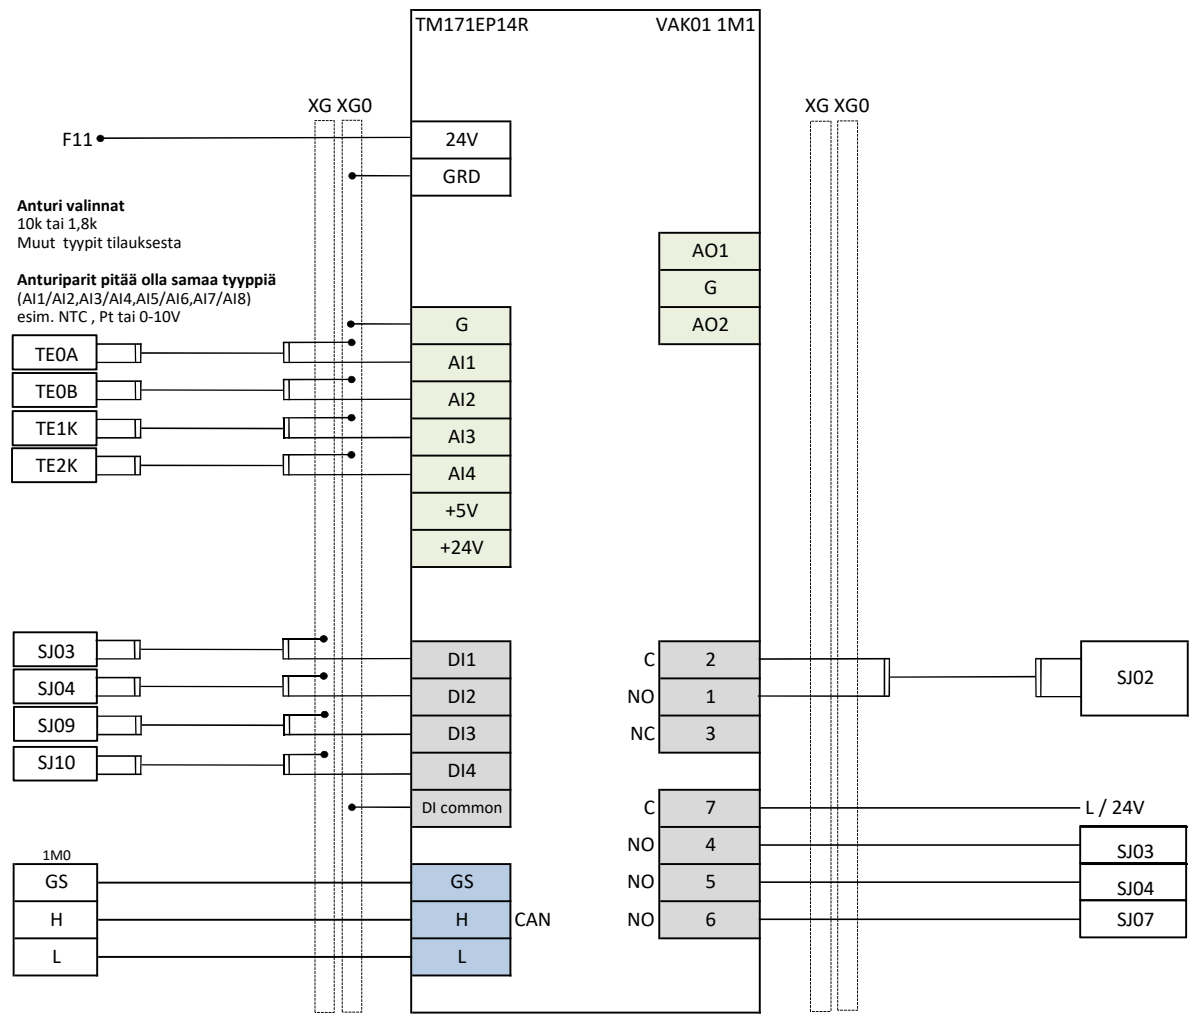 TM171EP14R
VAK01 1M1
XG XG0
XG XG0
F11
24V
GRD
Anturi valinnat
10k tai 1,8k
Muut tyypit tilauksesta
Anturiparit pitää olla samaa tyyppiä
(AI1/AI2,AI3/AI4,AI5/AI6,AI7/AI8)
esim. NTC , Pt tai 0-10V
AO1
G
AO2
G
TE0A
AI1
TE0B
AI2
TE1K
AI3
TE2K
AI4
+5V
+24V
SJ03
DI1
SJ04
DI2
SJ09
DI3
SJ10
DI4
DI common
C
2
NO
1
NC
3
SJ02
C
7
L / 24V
NO
4
SJ03
NO
5
SJ04
NO
6
SJ07
1M0
GS
GS
H
H
CAN
L
L